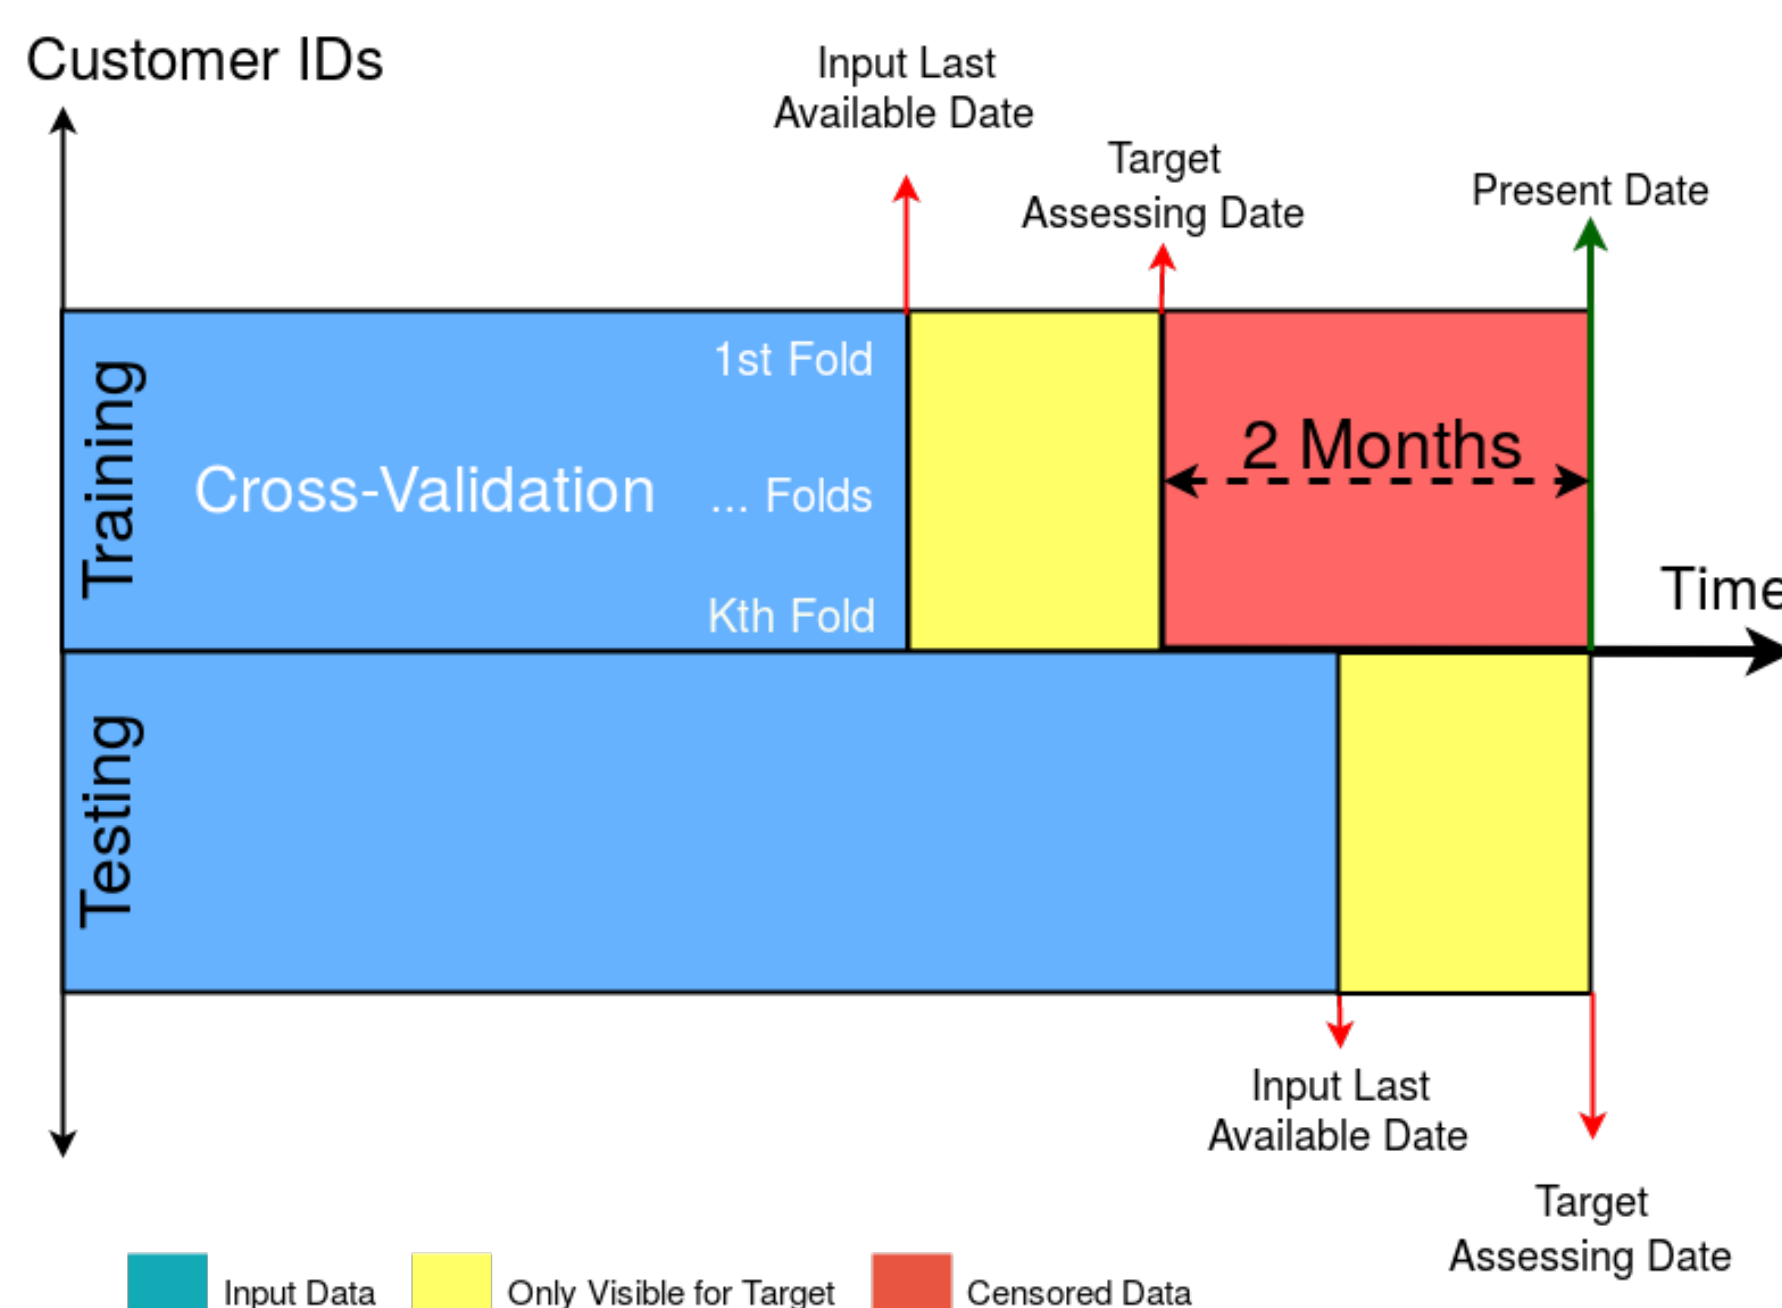 Customer IDs
Input Last
Available Date
Target
Assessing Date
Present Date
Training
Cross-Validation
1st Fold
... Folds
Kth Fold
2 Months
Time
Testing
Input Last
Available Date
Target
Assessing Date
Input Data
Only Visible for Target
Censored Data